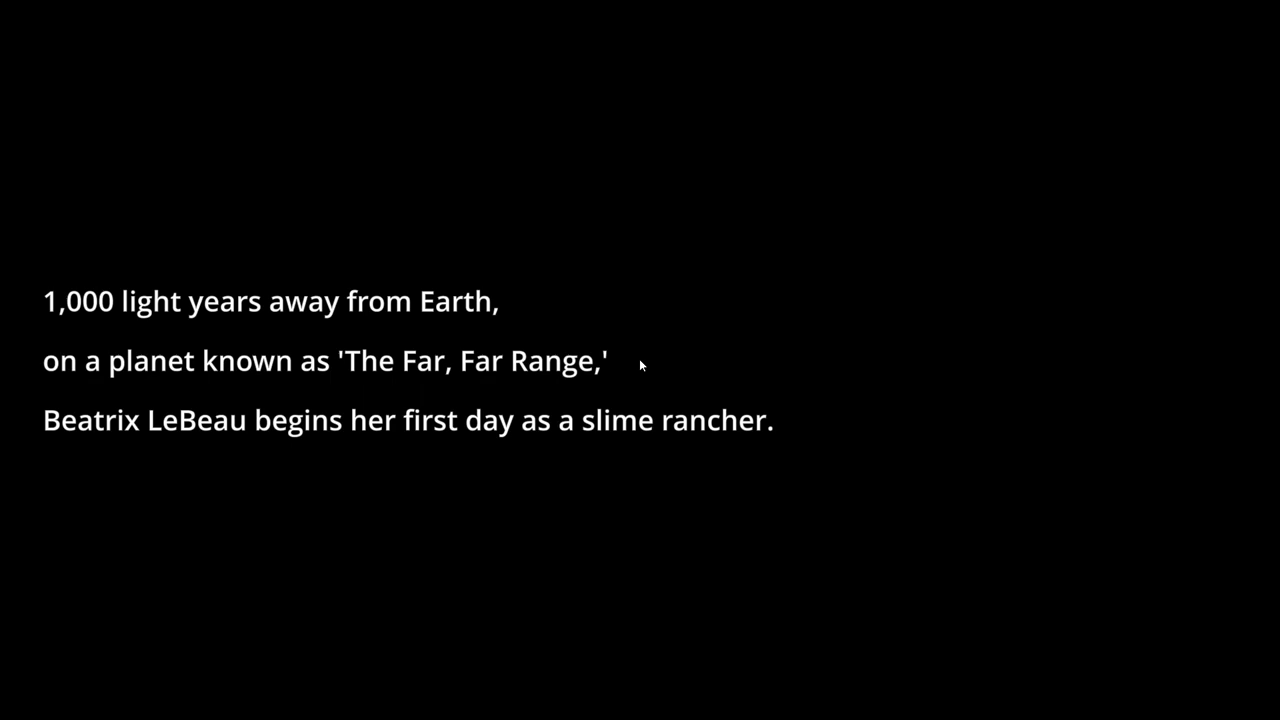 1,000 light years away from Earth,
on a planet known as 'The Far, Far Range,'
Beatrix LeBeau begins her first day as a slime rancher.